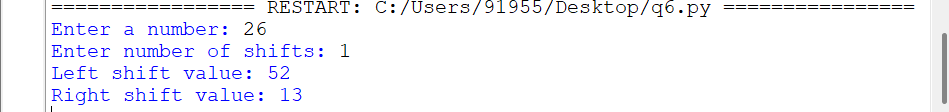 ================= RESTART: C:/Users/91955/Desktop/q6.py ================
Enter a number: 26
Enter number of shifts: 1
Left shift value: 52
Right shift value: 13